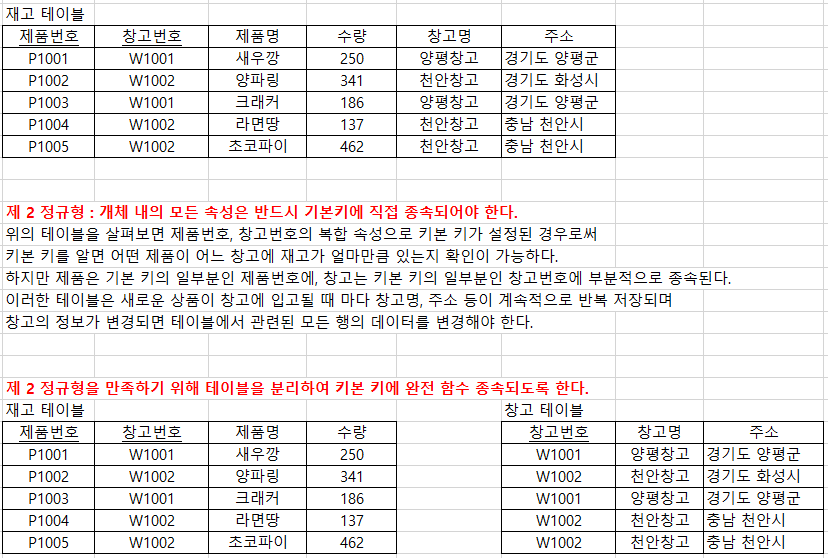 재고 테이블
제품번호 창고번호 제품명 수량 창고명 주소
P1001 W1001 새우깡 250 양평창고 경기도 양평군
P1002 W1002 양파링 341 천안창고 경기도 화성시
P1003 W1001 크래커 186 양평창고 경기도 양평군
P1004 W1002 라면땅 137 천안창고 충남 천안시
P1005 W1002 초코파이 462 천안창고 충남 천안시
제 2 정규형 : 개체 내의 모든 속성은 반드시 기본키에 직접 종속되어야 한다.
위의 테이블을 살펴보면 제품번호, 창고번호의 복합 속성으로 키본 키가 설정된 경우로써
키본 키를 알면 어떤 제품이 어느 창고에 재고가 얼마만큼 있는지 확인이 가능하다.
하지만 제품은 기본 키의 일부분인 제품번호에, 창고는 키본 키의 일부분인 창고번호에 부분적으로 종속된다.
이러한 테이블은 새로운 상품이 창고에 입고될 때 마다 창고명, 주소 등이 계속적으로 반복 저장되며
창고의 정보가 변경되면 테이블에서 관련된 모든 행의 데이터를 변경해야 한다.
제 2 정규형을 만족하기 위해 테이블을 분리하여 키본 키에 완전 함수 종속되도록 한다.
재고 테이블 창고 테이블
제품번호 창고번호 제품명 수량 창고번호 창고명 주소
P1001 W1001 새우깡 250 W1001 양평창고 경기도 양평군
P1002 W1002 양파링 341 W1002 천안창고 경기도 화성시
P1003 W1001 크래커 186 W1001 양평창고 경기도 양평군
P1004 W1002 라면땅 137 W1002 천안창고 충남 천안시
P1005 W1002 초코파이 462 W1002 천안창고 충남 천안시